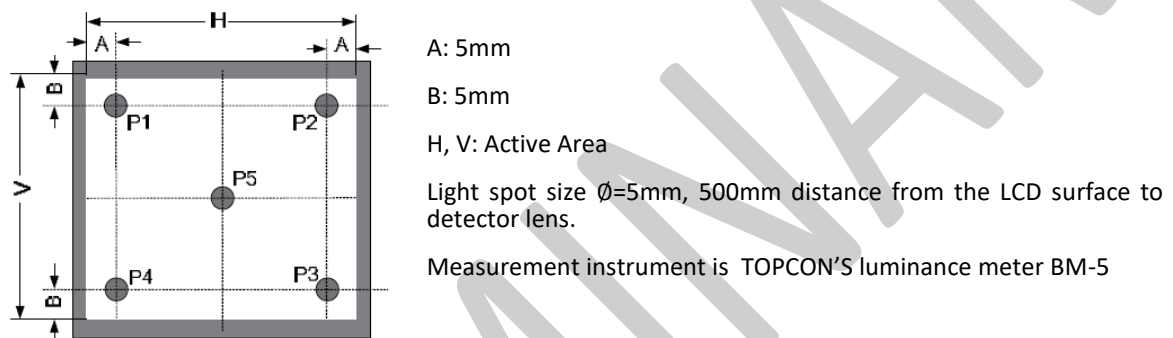 H
A
A
A: 5mm
B
B: 5mm
P1
P2
H, V: Active Area
V
P5
Light spot size Ø=5mm, 500mm distance from the LCD surface to
detector lens.
P4
P3
Measurement instrument is TOPCON'S luminance meter BM-5
B